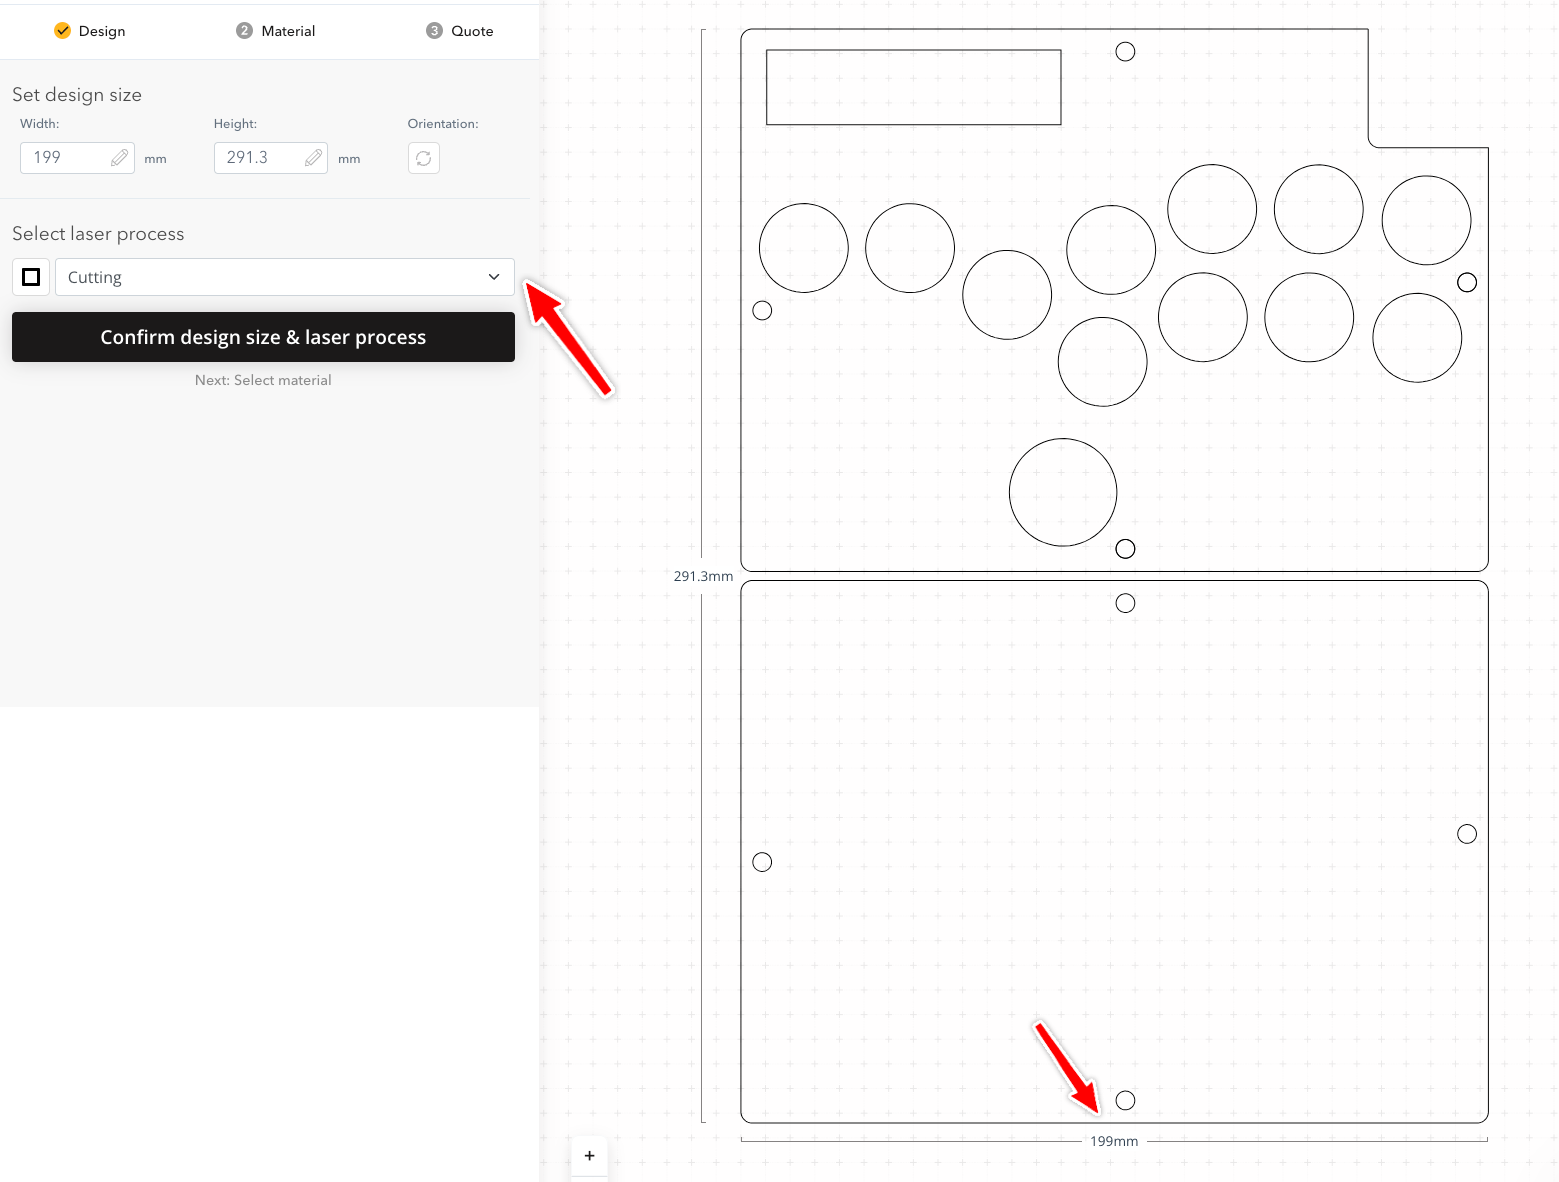 Design
2 Material
3 Quote
Set design size
Width:
Height:
Orientation:
199 mm
291.3 mm
Select laser process
Cutting
Confirm design size & laser process
Next: Select material
291.3mm
199mm
+